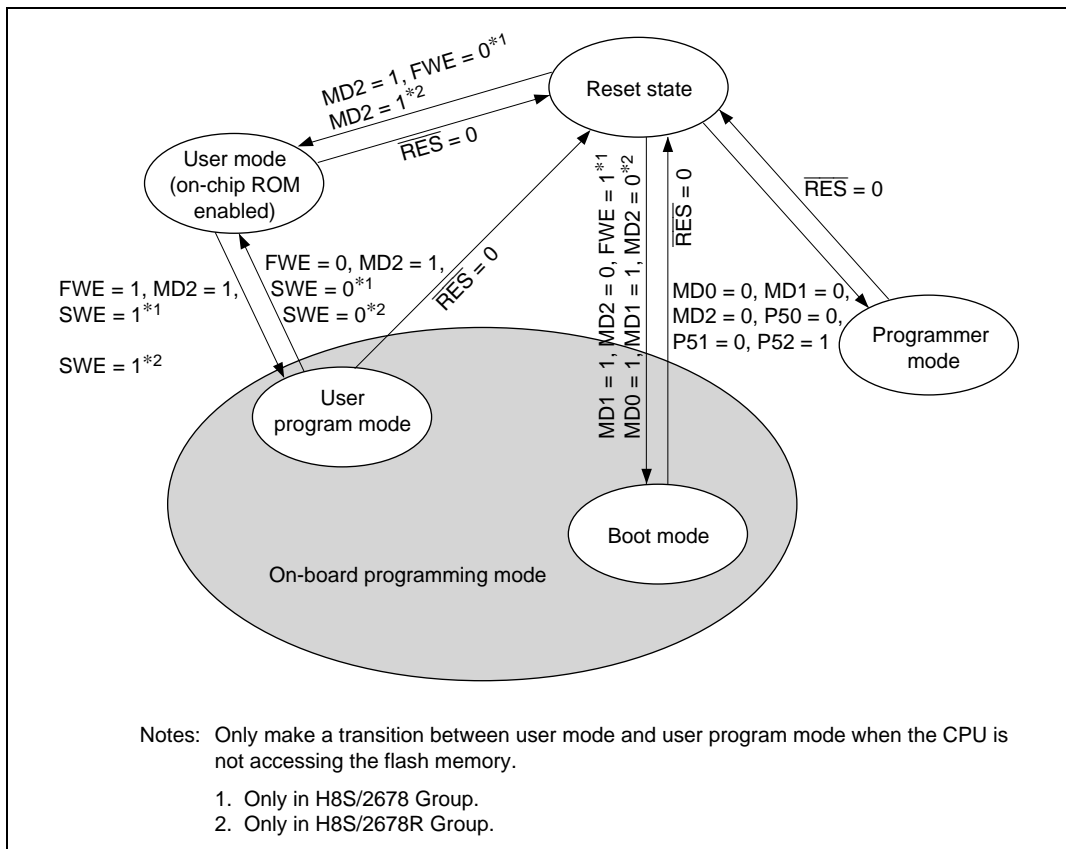 MD2 = 1, FWE = 0*1
MD2 = 1*2
RES = 0
Reset state
User mode
(on-chip ROM
enabled)
RES = 0
FWE = 1, MD2 = 1,
SWE = 1*1
SWE = 1*2
FWE = 0, MD2 = 1,
SWE = 0*1
SWE = 0*2
RES = 0
MD1 = 1, MD2 = 0, FWE = 1*1
MD0 = 1, MD1 = 1, MD2 = 0*2
RES = 0
MD0 = 0, MD1 = 0,
MD2 = 0, P50 = 0,
P51 = 0, P52 = 1
Programmer
mode
User
program mode
Boot mode
On-board programming mode
Notes: Only make a transition between user mode and user program mode when the CPU is
not accessing the flash memory.
1. Only in H8S/2678 Group.
2. Only in H8S/2678R Group.